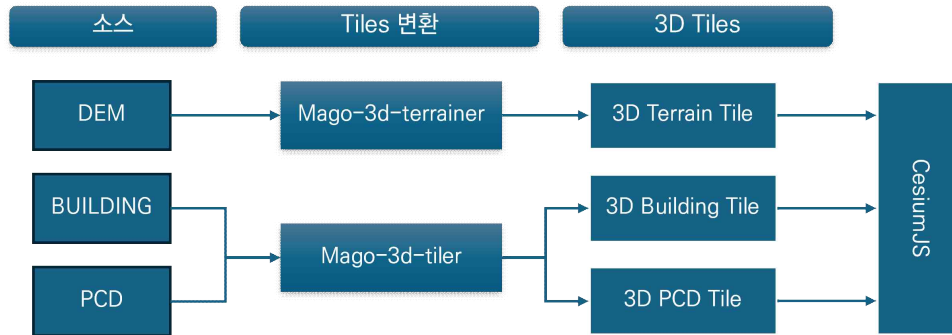 소스
Tiles 변환
3D Tiles
DEM
Mago-3d-terrainer
3D Terrain Tile
BUILDING
PCD
Mago-3d-tiler
3D Building Tile
3D PCD Tile
CesiumJS